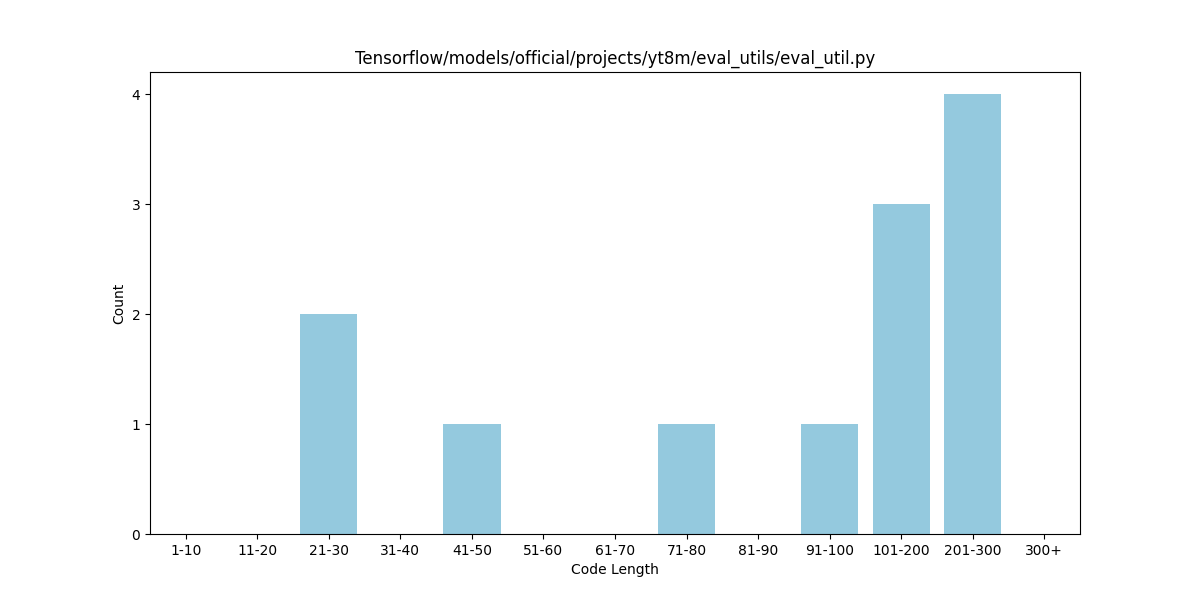 Tensorflow/models/official/projects/yt8m/eval_utils/eval_util.py
4
3
2
1
0
Count
1-10 11-20 21-30 31-40 41-50 51-60 61-70 71-80 81-90 91-100 101-200 201-300 300+
Code Length